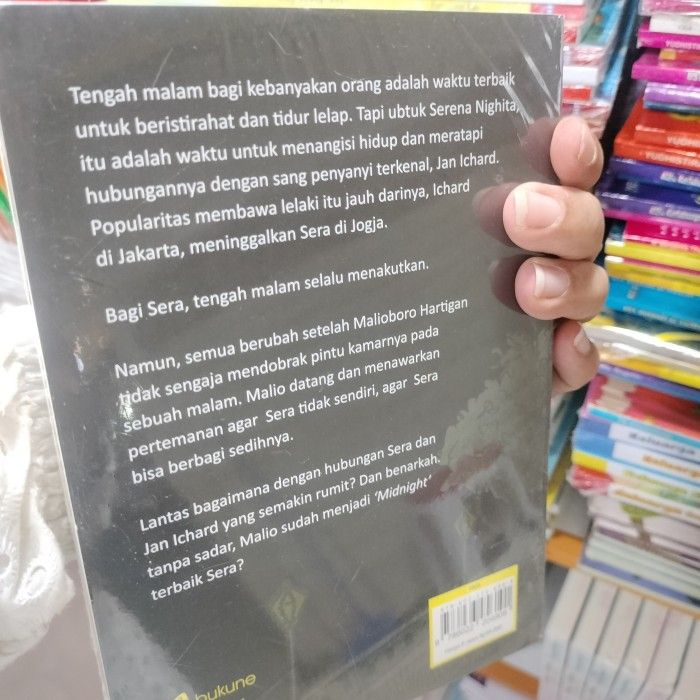 Tengah malam bagi kebanyakan orang adalah waktu terbaik
untuk beristirahat dan tidur lelap. Tapi ubtuk Serena Nighita,
itu adalah waktu untuk menangisi hidup dan meratapi
hubungannya dengan sang penyanyi terkenal, Jan Ichard.
Popularitas membawa lelaki itu jauh darinya, Ichard
di Jakarta, meninggalkan Sera di Jogja.
Bagi Sera, tengah malam selalu menakutkan.
Namun, semua berubah setelah Malioboro Hartigan
tidak sengaja mendobrak pintu kamarnya pada
sebuah malam. Malio datang dan menawarkan
pertemanan agar Sera tidak sendiri, agar Sera
bisa berbagi sedihnya.
Lantas bagaimana dengan hubungan Sera dan
Jan Ichard yang semakin rumit? Dan benarkah.
tanpa sadar, Malio sudah menjadi 'Midnight'
terbaik Sera?
bukune
YUDHISTIRA
Keluarga